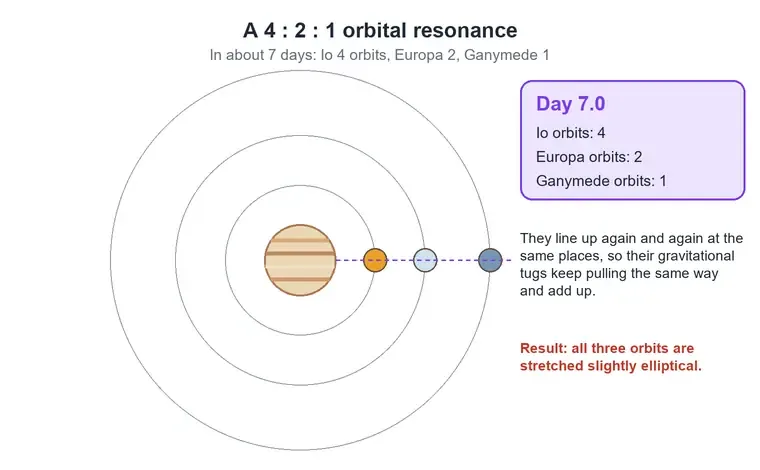 A 4 : 2 : 1 orbital resonance
In about 7 days: Io 4 orbits, Europa 2, Ganymede 1
Day 7.0
Io orbits: 4
Europa orbits: 2
Ganymede orbits: 1
They line up again and again at the
same places, so their gravitational
tugs keep pulling the same way
and add up.
Result: all three orbits are
stretched slightly elliptical.